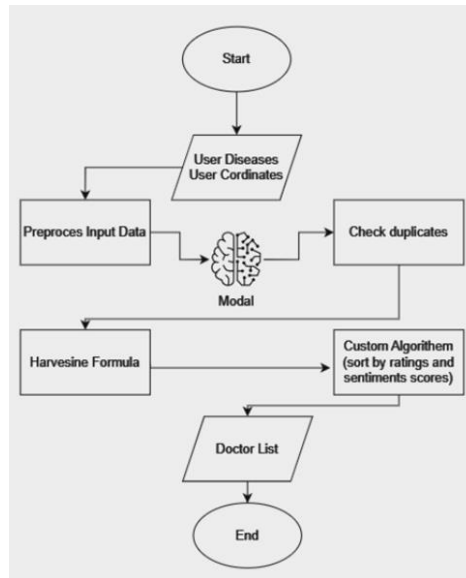 Start
User Diseases
User Cordinates
Preproces Input Data
Modal
Check duplicates
Harvesine Formula
Custom Algorithem
(sort by ratings and
sentiments scores)
Doctor List
End